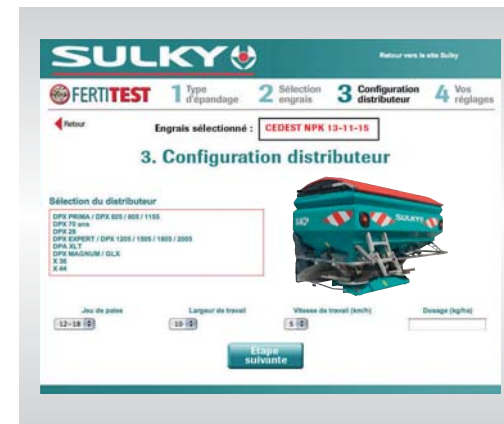 SULKY
Retour vers le site Sulky
FERTITEST
1 Type d'épandage
2 Sélection engrais
3 Configuration distributeur
4 Vos réglages
Retour
Engrais sélectionné : CEDEST NPK 13-11-15
3. Configuration distributeur
Sélection du distributeur
DPX PRIMA / DPX 605 / 805 / 1155
DPX 70 ans
DPX 28
DPX EXPERT / DPX 1205 / 1505 / 1805 / 2005
DPA XLT
DPX MAGNUM / GLX
X 36
X 44
SULKY
Jeu de pales
Largeur de travail
Vitesse de travail (km/h)
Dosage (kg/ha)
12-18
10
5
Etape
suivante